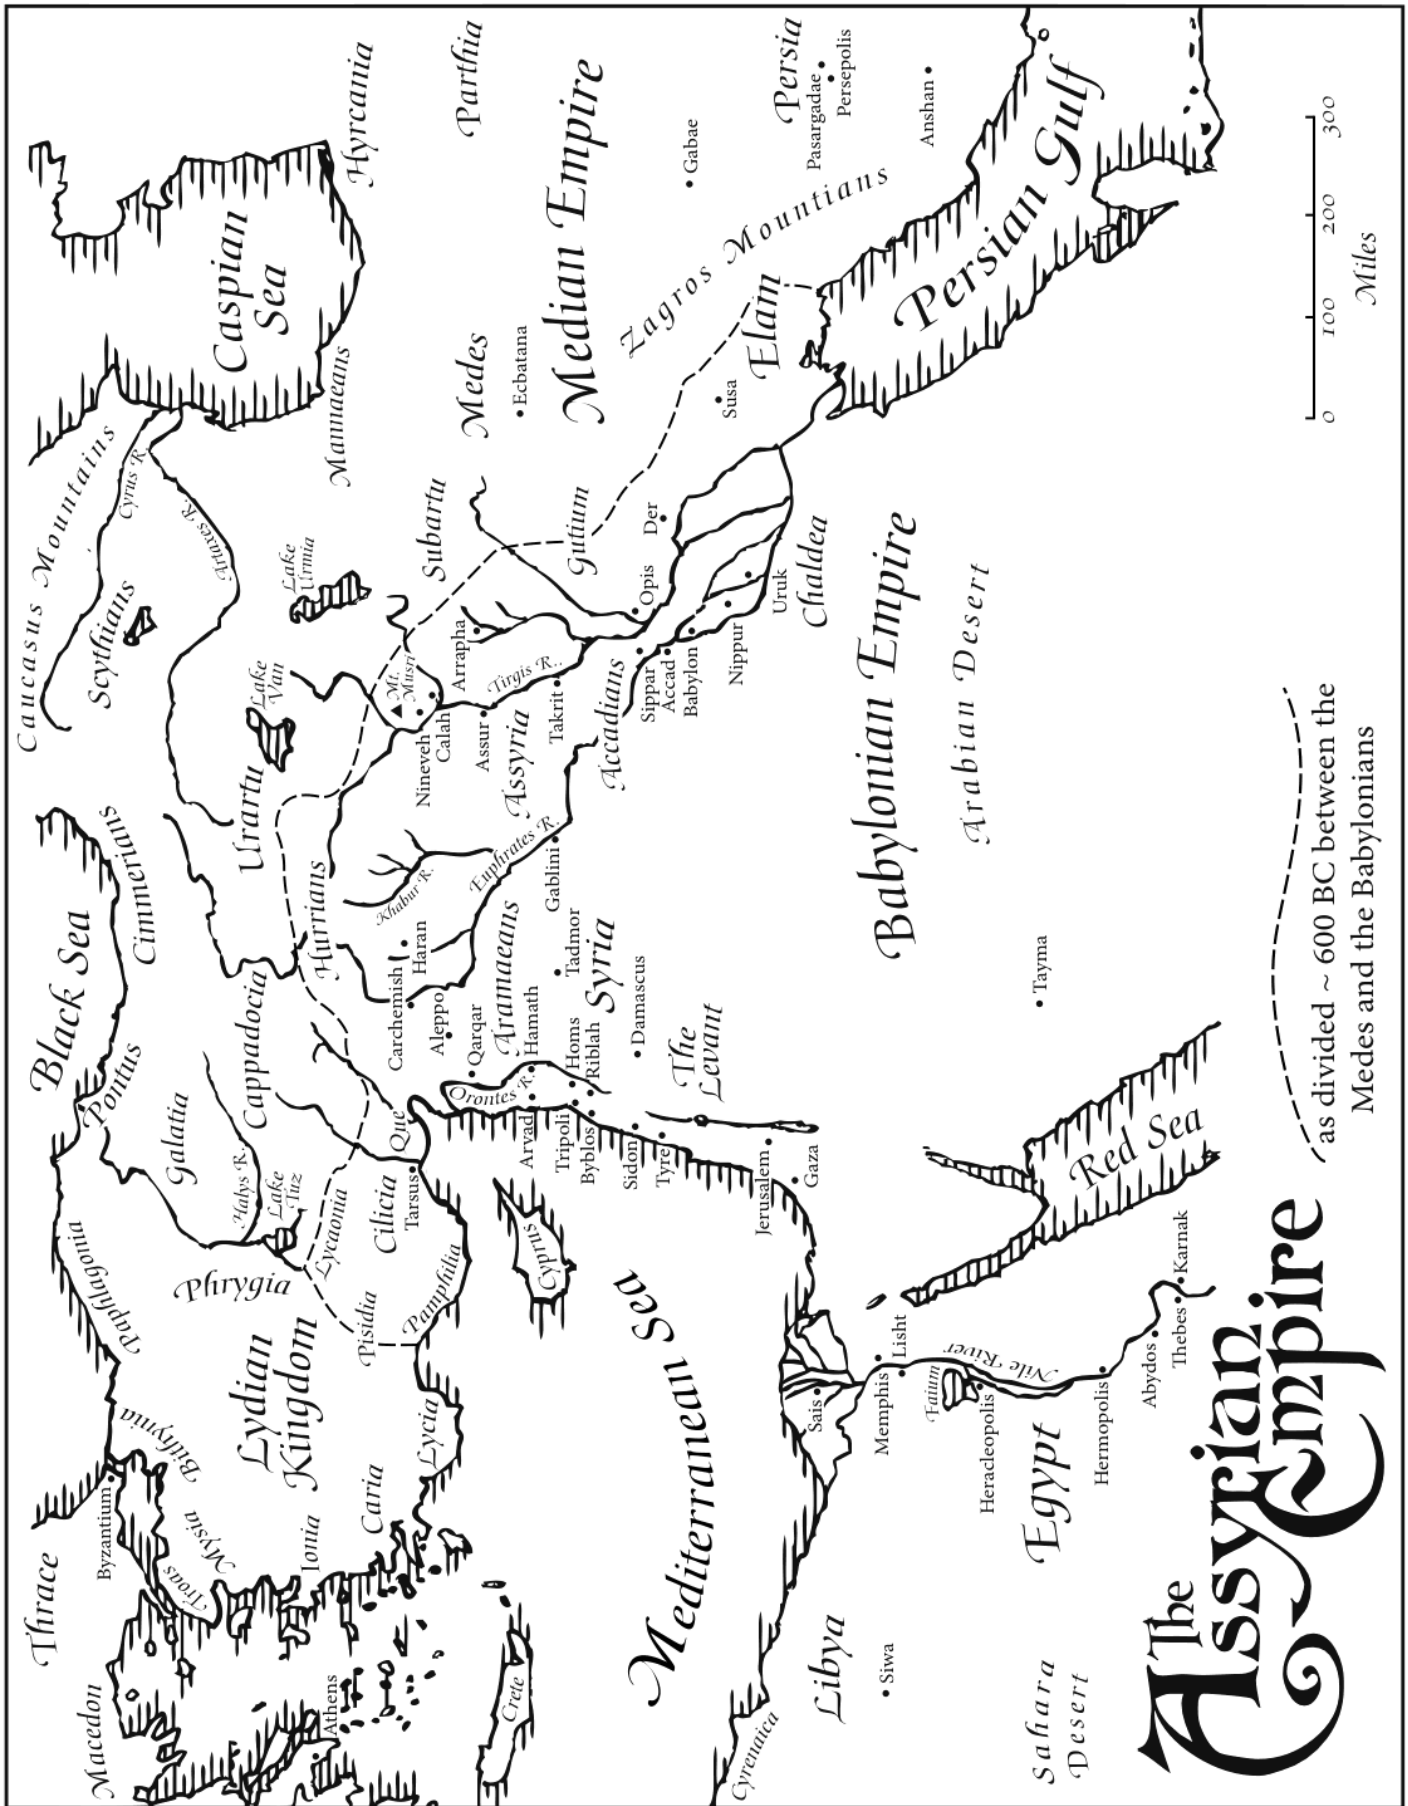 Thrace
Macedon
Byzantium
Athens
Troas
Mysia
Bithynia
Ionia
Caria
Lydian
Kingdom
Lycia
Phrygia
Paphlagonia
Pisidia
Pamphilia
Lycaonia
Cilicia
Tarsus
Que
Galatia
Halys R.
Lake
Tuz
Pontus
Cappadocia
Black Sea
Cimmerians
Caucasus Mountains
Scythians
Cyrus R.
Araxes R.
Urartu
Lake
Van
Lake
Urmia
Hurrians
Mannaeans
Caspian
Sea
Hyrcania
Parthia
Medes
Ecbatana
Median Empire
Subartu
Gutium
Zagros Mountians
Gabae
Persia
Pasargadae
Persepolis
Anshan
Elam
Susa
Persian Gulf
Mt.
Musri
Nineveh
Calah
Arrapha
Assur
Assyria
Tirgis R..
Takrit
Accadians
Khabur R.
Euphrates R.
Gablini
Haran
Carchemish
Aleppo
Qarqar
Aramaeans
Hamath
Orontes R.
Tadmor
Syria
Homs
Riblah
Damascus
The
Levant
Arvad
Tripoli
Byblos
Sidon
Tyre
Jerusalem
Gaza
Cyprus
Crete
Mediterranean Sea
Der
Opis
Sippar
Accad
Babylon
Nippur
Uruk
Chaldea
Babylonian Empire
Arabian Desert
Tayma
Red Sea
Cyrenaica
Libya
Siwa
Sahara
Desert
Egypt
Sais
Memphis
Lisht
Faium
Nile River
Heracleopolis
Hermopolis
Abydos
Thebes
Karnak
The
Assyrian
Empire
as divided ~ 600 BC between the
Medes and the Babylonians
0 100 200 300
Miles